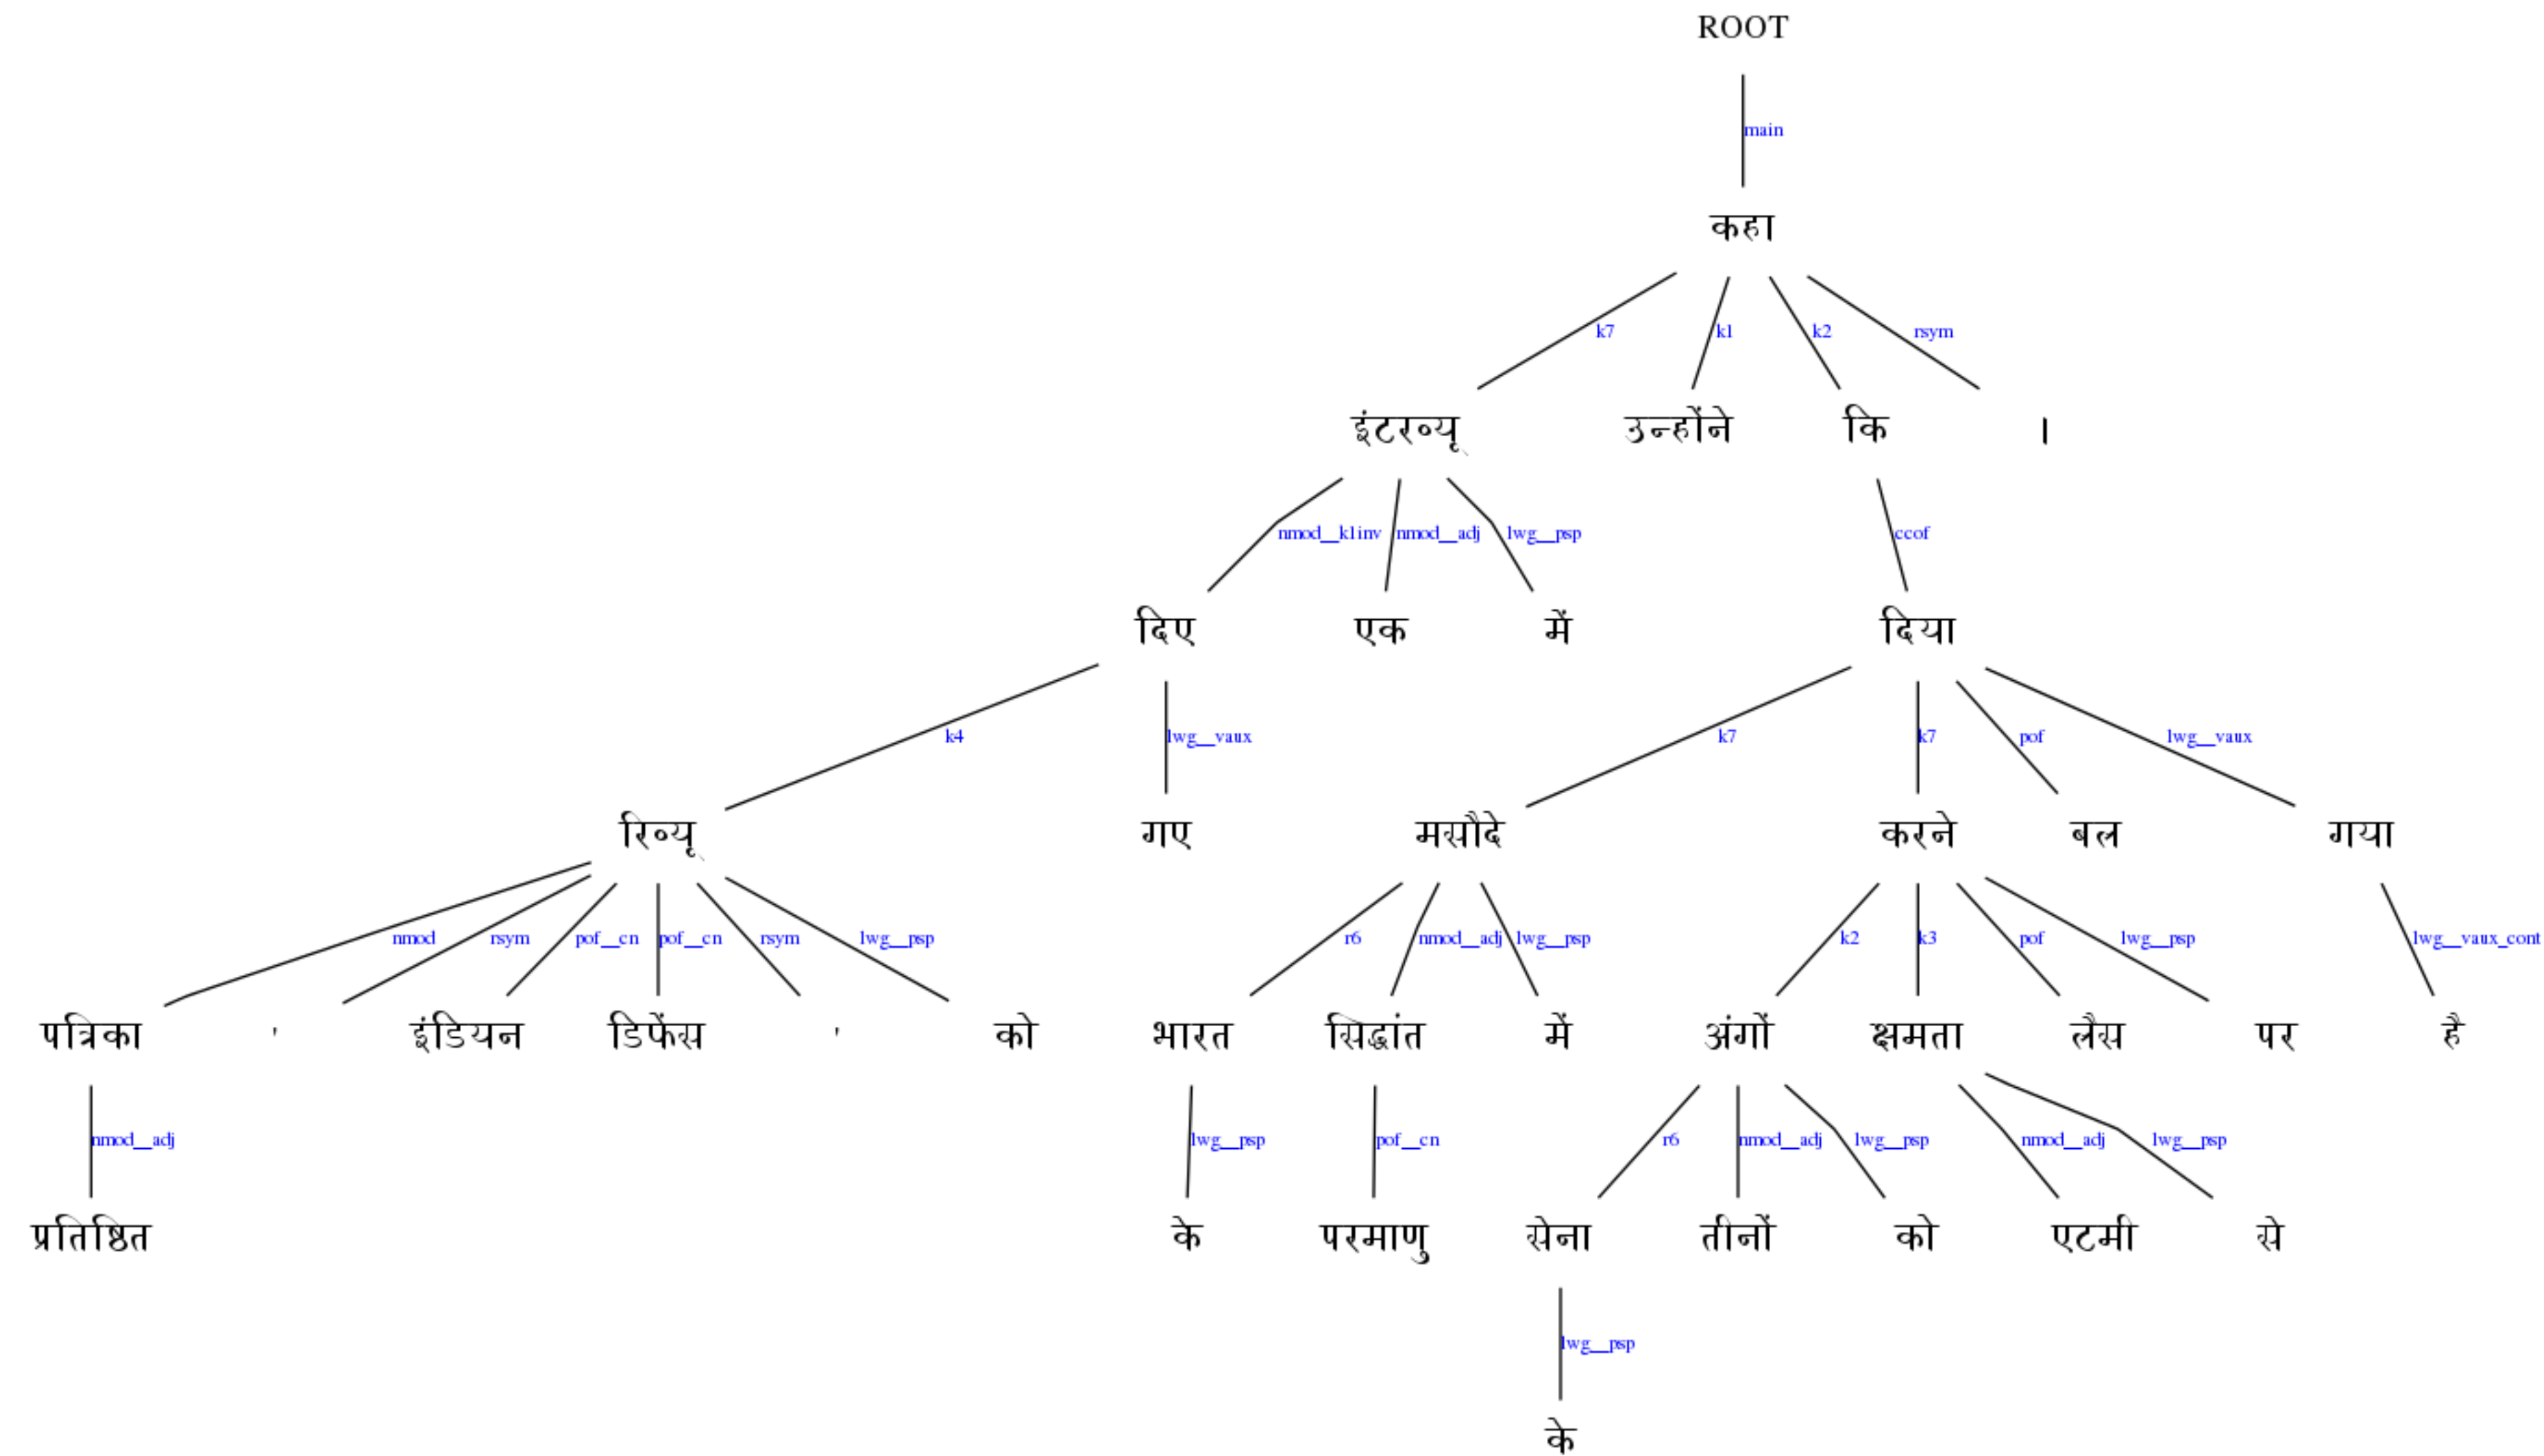 ROOT
main
कहा
k7 k1 k2 rsym
इंटरव्यू उन्होंने कि ।
nmod__k1inv nmod__adj lwg__psp ccof
दिए एक में दिया
k4 lwg__vaux k7 k7 pof lwg__vaux
रिव्यू गए मसौदे करने बल गया
nmod rsym pof__cn pof__cn rsym lwg__psp r6 nmod__adj lwg__psp k2 k3 pof lwg__psp lwg__vaux_cont
पत्रिका ' इंडियन डिफेंस ' को भारत सिद्धांत में अंगों क्षमता लैस पर है
nmod__adj lwg__psp pof__cn r6 nmod__adj lwg__psp nmod__adj lwg__psp
प्रतिष्ठित के परमाणु सेना तीनों को एटमी से
lwg__psp
के